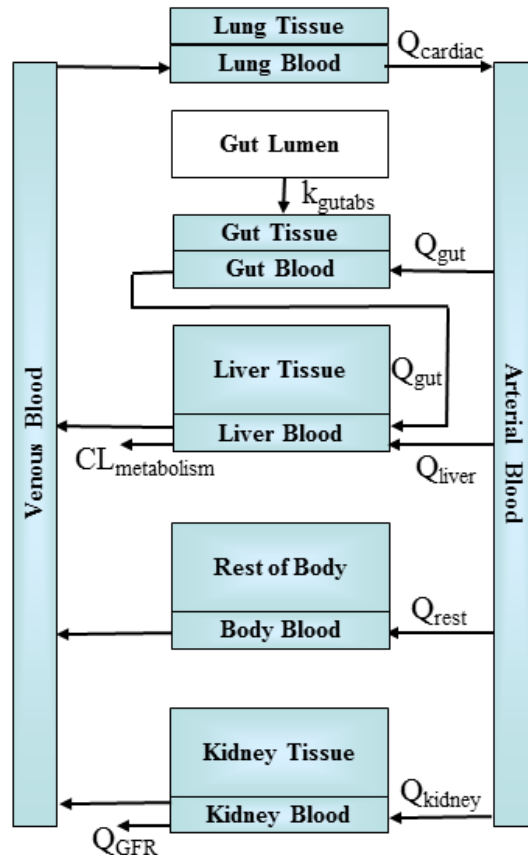 Lung Tissue
Lung Blood
Qcardiac
Gut Lumen
kgutabs
Gut Tissue
Gut Blood
Qgut
Liver Tissue
Qgut
Liver Blood
CLmetabolism
Qliver
Venous Blood
Arterial Blood
Rest of Body
Body Blood
Qrest
Kidney Tissue
Kidney Blood
Qkidney
QGFR